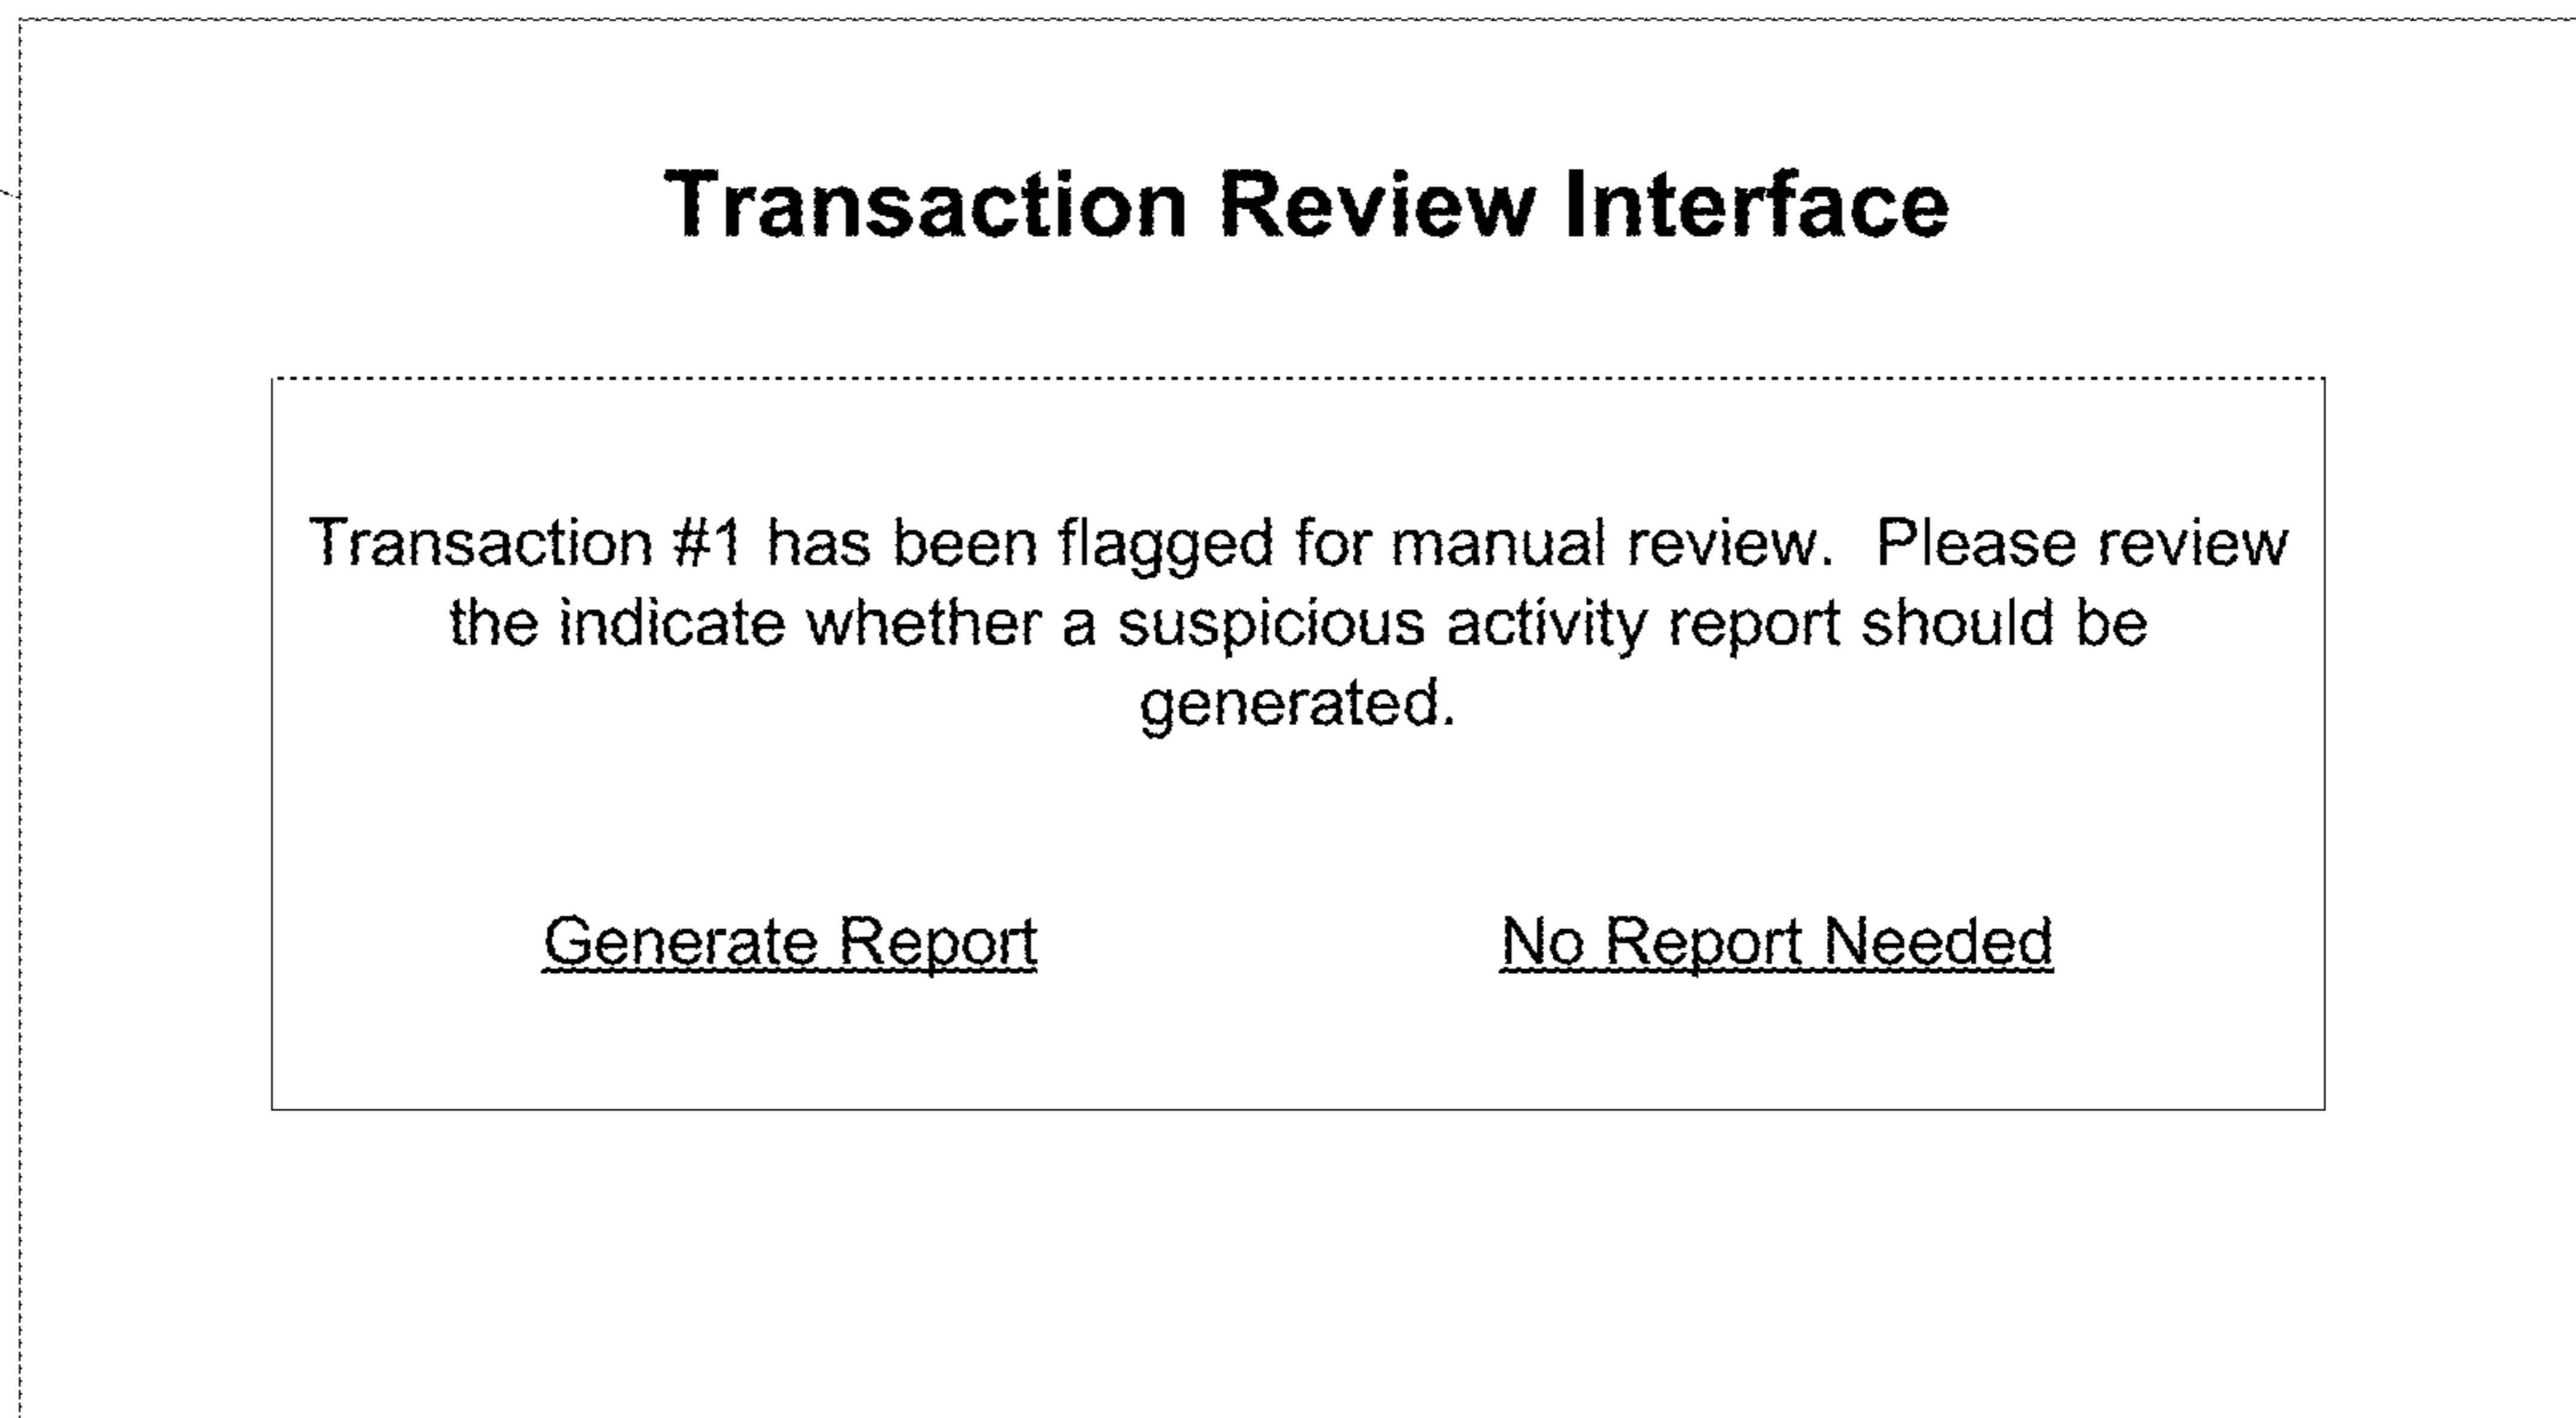 Transaction Review Interface
Transaction #1 has been flagged for manual review.  Please review
the indicate whether a suspicious activity report should be
generated.
Generate Report
No Report Needed